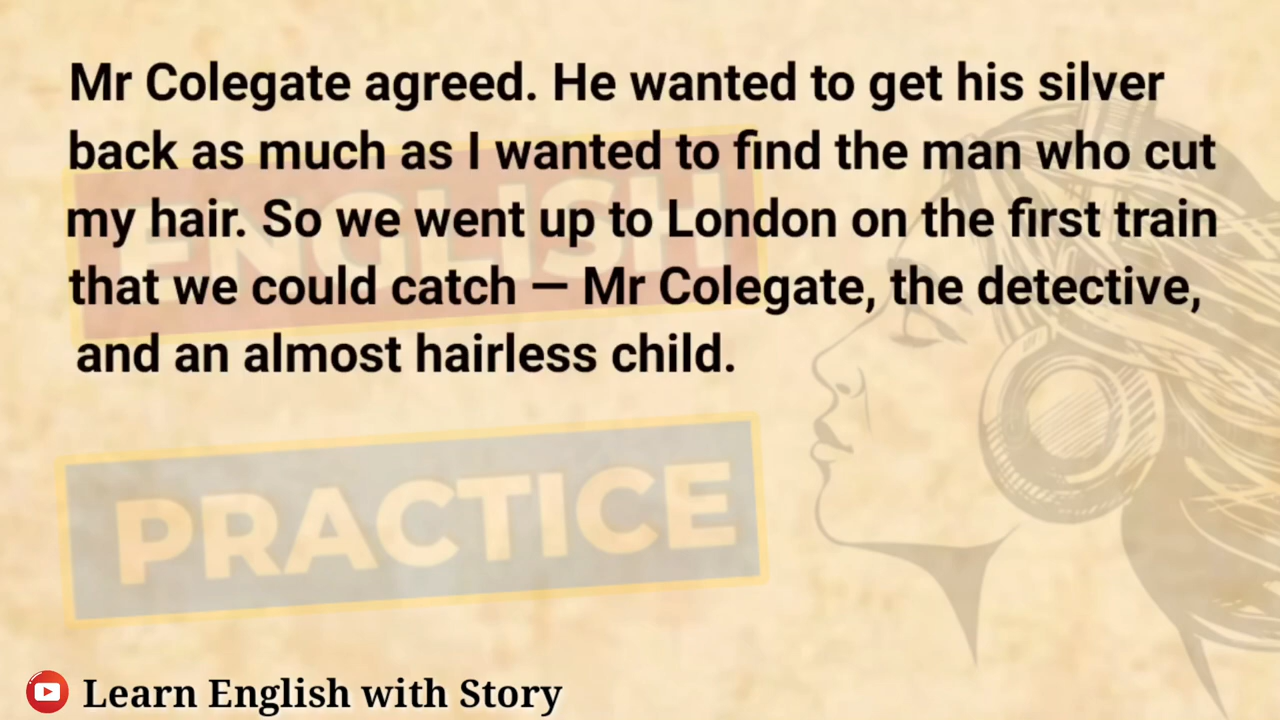 Mr Colegate agreed. He wanted to get his silver
back as much as I wanted to find the man who cut
my hair. So we went up to London on the first train
that we could catch — Mr Colegate, the detective,
and an almost hairless child.
ENGLISH
PRACTICE
Learn English with Story